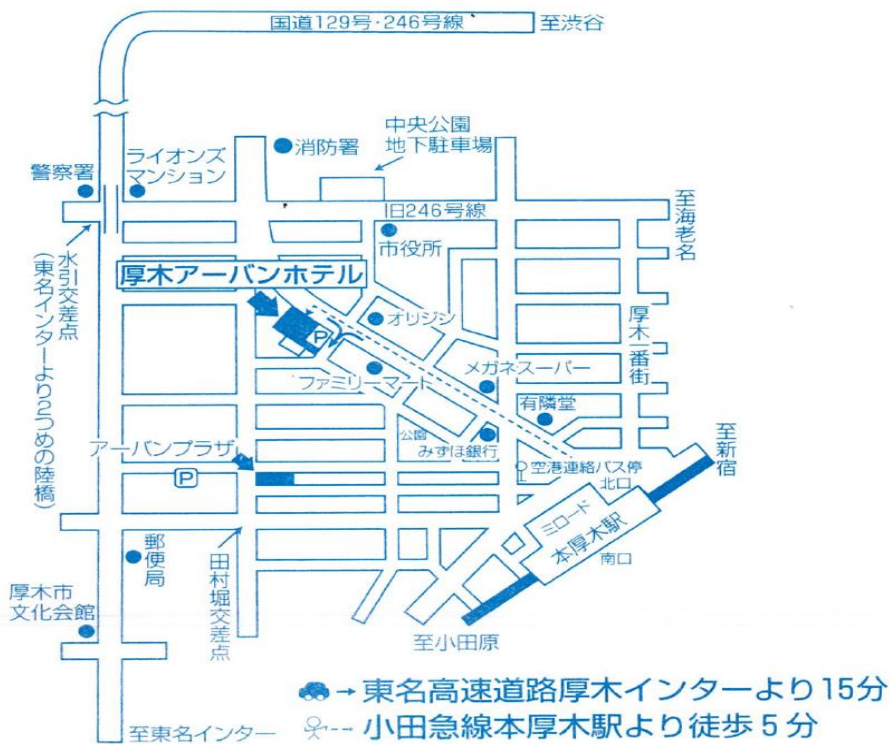 国道129号・246号線
至渋谷
中央公園
地下駐車場
消防署
ライオンズ
マンション
警察署
旧246号線
至海老名
市役所
水引交差点
(東名インターより2つめの陸橋)
厚木アーバンホテル
オリジン
P
厚木一番街
ファミリーマート
メガネスーパー
有隣堂
公園
みずほ銀行
至新宿
アーバンプラザ
P
空港連絡バス停
北口
ミロード
本厚木駅
南口
郵便局
田村堀交差点
厚木市
文化会館
至小田原
→東名高速道路厚木インターより15分
至東名インター
小田急線本厚木駅より徒歩5分